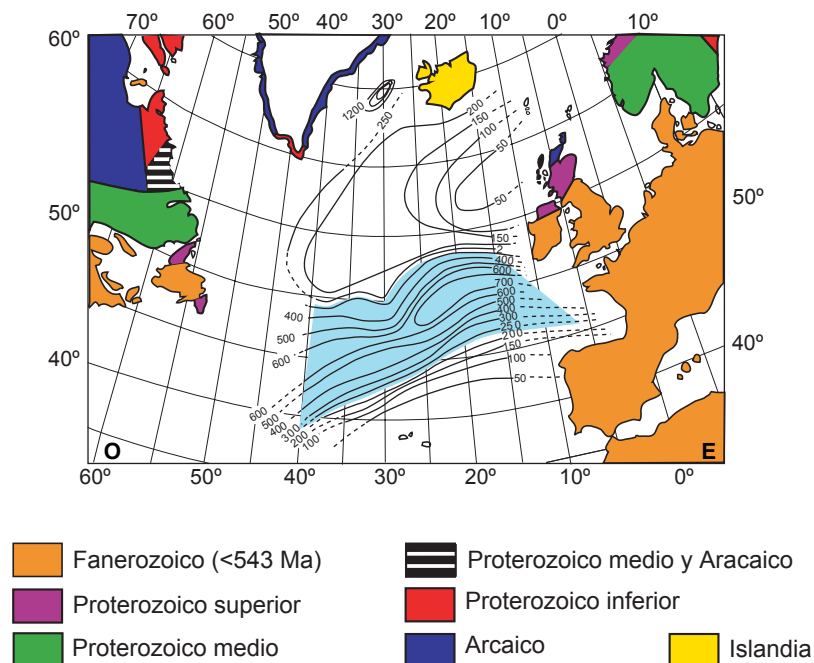 70º 60º 50º 40º 30º 20º 10º 0º 10º
60º
1200
250
200
150
100
50
50
50º
50º
150
2
400
600
700
600
500
400
300
250
200
150
100
50
400
500
600
40º
40º
600
500
400
300
200
100
O
E
60º 50º 40º 30º 20º 10º 0º
Fanerozoico (<543 Ma)
Proterozoico medio y Aracaico
Proterozoico superior
Proterozoico inferior
Proterozoico medio
Arcaico
Islandia